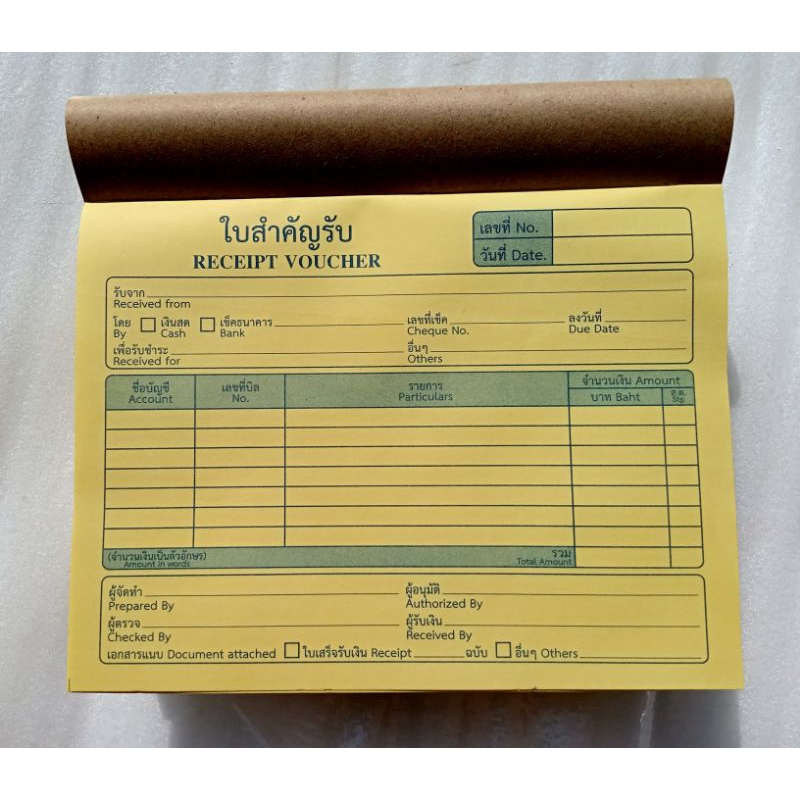 ใบสำคัญรับ
RECEIPT VOUCHER
เลขที่ No.
วันที่ Date.
รับจาก
Received from
โดย เงินสด เช็คธนาคาร เลขที่เช็ค ลงวันที่
By Cash Bank Cheque No. Due Date
เพื่อรับชำระ อื่นๆ
Received for Others
ชื่อบัญชี เลขที่บิล รายการ จำนวนเงิน Amount
Account No. Particulars บาท Baht ส.ต.
Stg.
(จำนวนเงินเป็นตัวอักษร) รวม
Amount in words Total Amount
ผู้จัดทำ ผู้อนุมัติ
Prepared By Authorized By
ผู้ตรวจ ผู้รับเงิน
Checked By Received By
เอกสารแนบ Document attached ใบเสร็จรับเงิน Receipt ฉบับ อื่นๆ Others